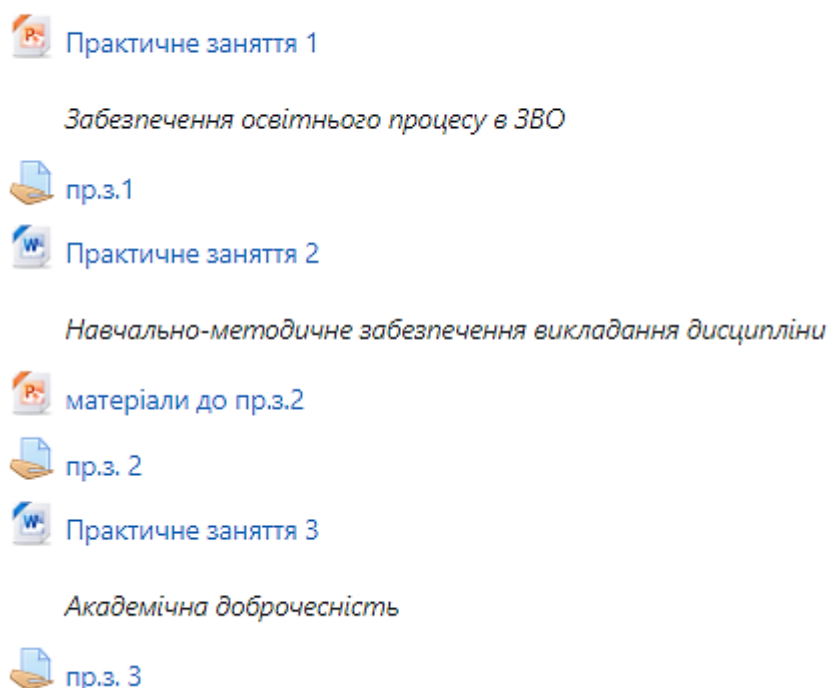 Практичне заняття 1
Забезпечення освітнього процесу в ЗВО
пр.з.1
Практичне заняття 2
Навчально-методичне забезпечення викладання дисципліни
матеріали до пр.з.2
пр.з. 2
Практичне заняття 3
Академічна доброчесність
пр.з. 3